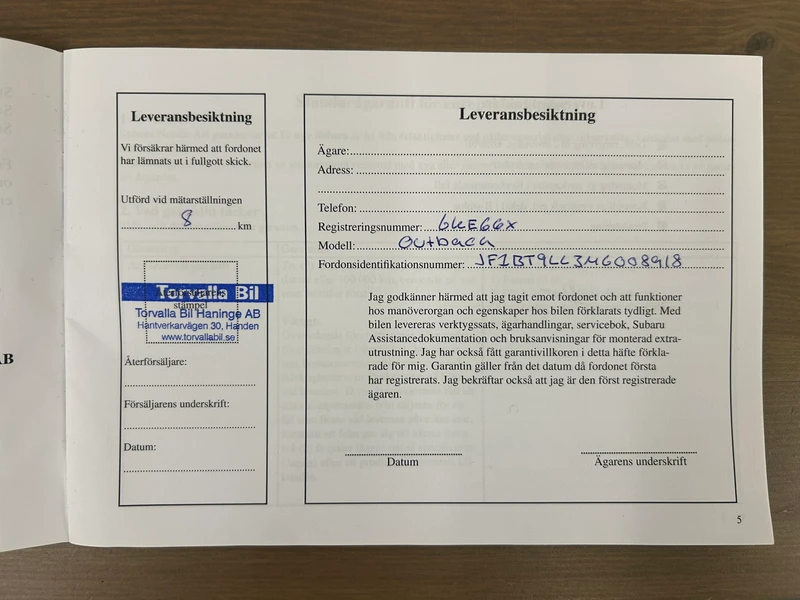 Leveransbesiktning
Vi försäkrar härmed att fordonet
har lämnats ut i fullgott skick.
Utförd vid mätarställningen
8 km
Torvalla Bil
stämpel
Torvalla Bil Haninge AB
Hantverkarvägen 30, Handen
www.torvallabil.se
Återförsäljare:
Försäljarens underskrift:
Datum:
Leveransbesiktning
Ägare:
Adress:
Telefon:
Registreringsnummer:
Modell: Outback
Fordonsidentifikationsnummer: JF1BT9LL3MG008918
Jag godkänner härmed att jag tagit emot fordonet och att funktioner
hos manöverorgan och egenskaper hos bilen förklarats tydligt. Med
bilen levereras verktygssats, ägarhandlingar, servicebok, Subaru
Assistancedokumentation och bruksanvisningar för monterad extra-
utrustning. Jag har också fått garantivillkoren i detta häfte förkla-
rade för mig. Garantin gäller från det datum då fordonet första
har registrerats. Jag bekräftar också att jag är den först registrerade
ägaren.
Datum
Ägarens underskrift
5
AB